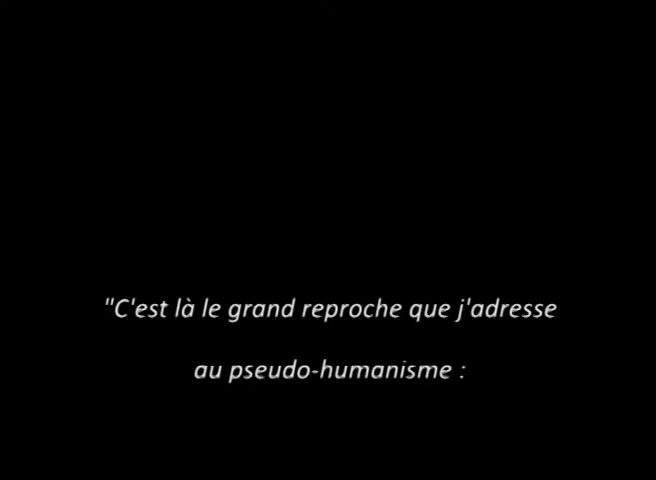 "C'est là le grand reproche que j'adresse
au pseudo-humanisme :